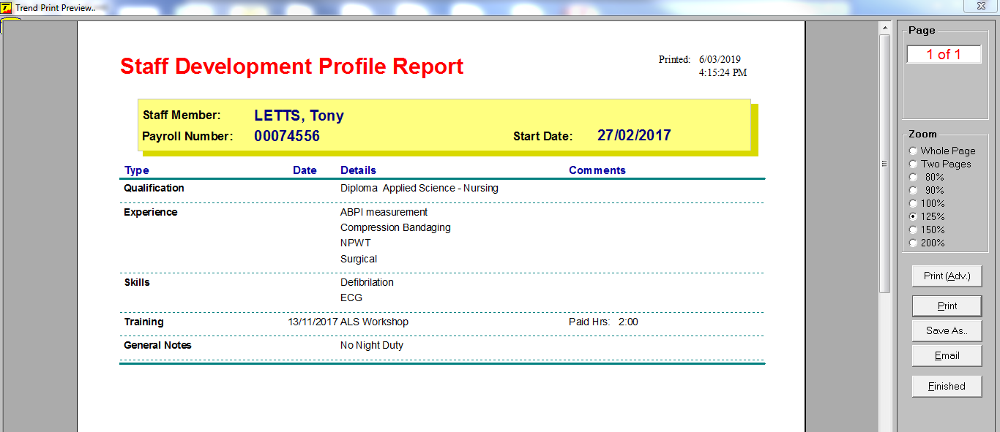 Trend Print Preview..
Staff Development Profile Report
Printed: 6/03/2019
4:15:24 PM
Staff Member: LETTS, Tony
Payroll Number: 00074556 Start Date: 27/02/2017
Type Date Details Comments
Qualification Diploma Applied Science - Nursing
Experience ABPI measurement
Compression Bandaging
NPWT
Surgical
Skills Defibrilation
ECG
Training 13/11/2017 ALS Workshop Paid Hrs: 2:00
General Notes No Night Duty
Page
1 of 1
Zoom
Whole Page
Two Pages
80%
90%
100%
125%
150%
200%
Print (Adv.)
Print
Save As..
Email
Finished